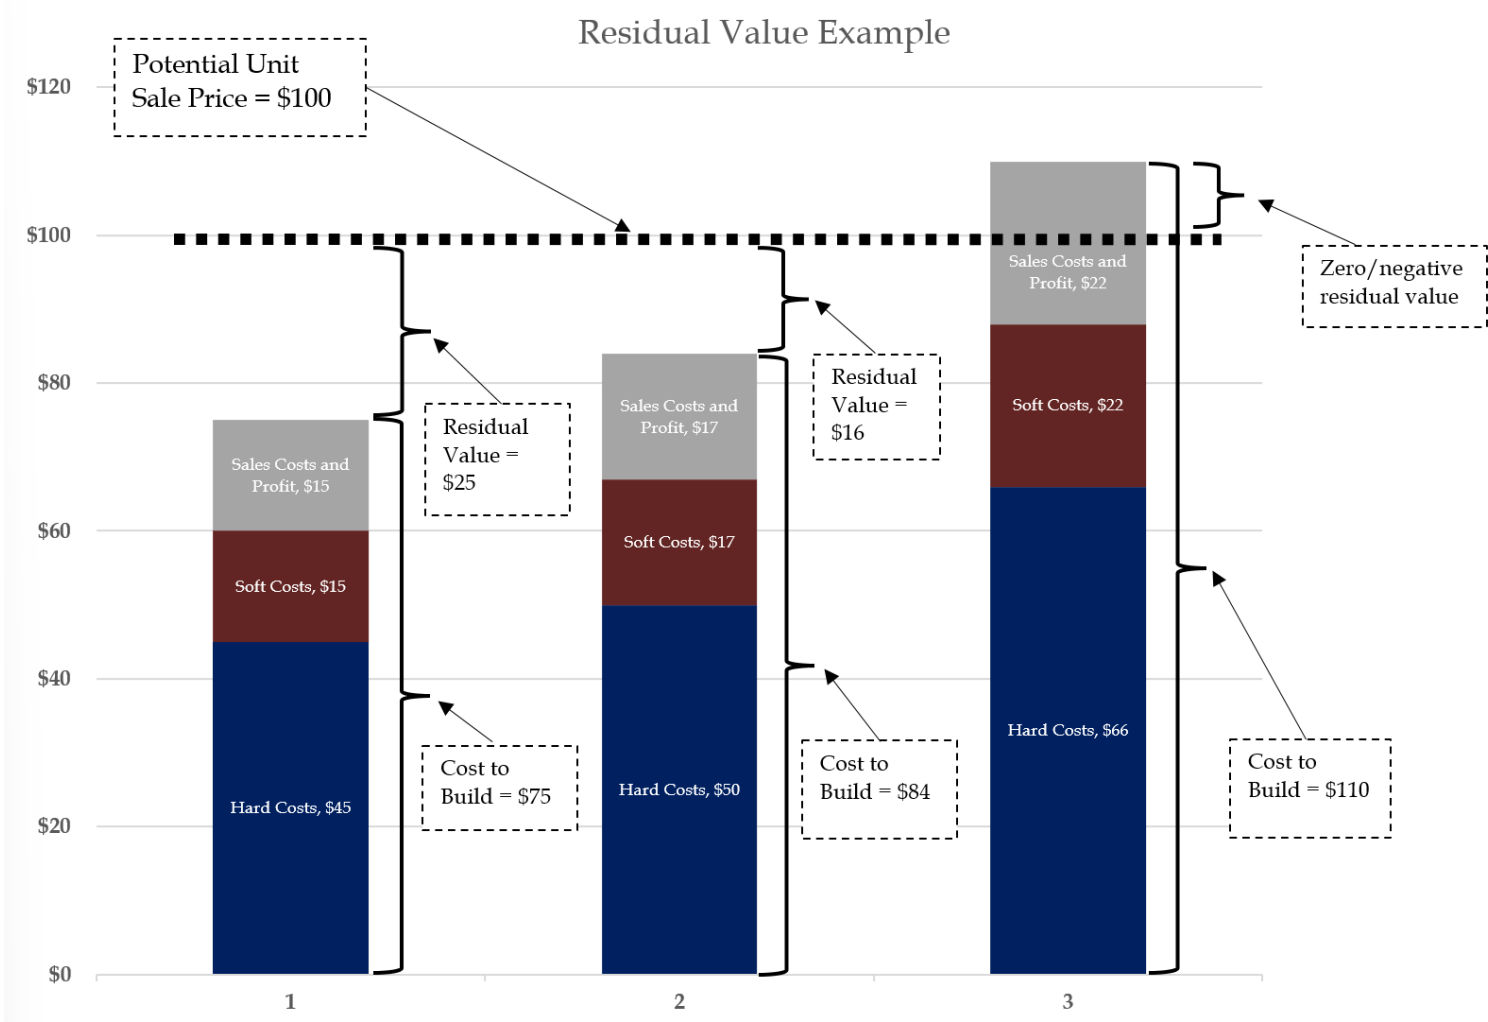 Residual Value Example
Potential Unit
Sale Price = $100
$120
$100
$80
$60
$40
$20
$0
Sales Costs and
Profit, $15
Soft Costs, $15
Hard Costs, $45
Residual
Value =
$25
Cost to
Build = $75
Sales Costs and
Profit, $17
Soft Costs, $17
Hard Costs, $50
Residual
Value =
$16
Cost to
Build = $84
Sales Costs and
Profit, $22
Soft Costs, $22
Hard Costs, $66
Zero/negative
residual value
Cost to
Build = $110
1
2
3